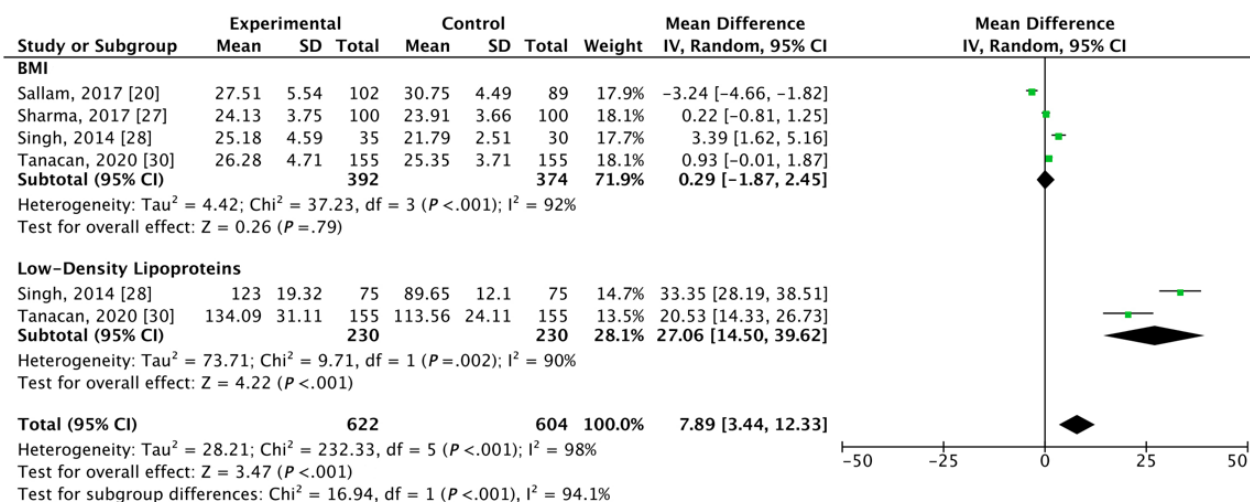 Experimental Control Mean Difference Mean Difference
Study or Subgroup Mean SD Total Mean SD Total Weight IV, Random, 95% CI IV, Random, 95% CI
BMI
Sallam, 2017 [20] 27.51 5.54 102 30.75 4.49 89 17.9% −3.24 [−4.66, −1.82]
Sharma, 2017 [27] 24.13 3.75 100 23.91 3.66 100 18.1% 0.22 [−0.81, 1.25]
Singh, 2014 [28] 25.18 4.59 35 21.79 2.51 30 17.7% 3.39 [1.62, 5.16]
Tanacan, 2020 [30] 26.28 4.71 155 25.35 3.71 155 18.1% 0.93 [−0.01, 1.87]
Subtotal (95% CI) 392 374 71.9% 0.29 [−1.87, 2.45]
Heterogeneity: Tau² = 4.42; Chi² = 37.23, df = 3 (P <.001); I² = 92%
Test for overall effect: Z = 0.26 (P =.79)
Low−Density Lipoproteins
Singh, 2014 [28] 123 19.32 75 89.65 12.1 75 14.7% 33.35 [28.19, 38.51]
Tanacan, 2020 [30] 134.09 31.11 155 113.56 24.11 155 13.5% 20.53 [14.33, 26.73]
Subtotal (95% CI) 230 230 28.1% 27.06 [14.50, 39.62]
Heterogeneity: Tau² = 73.71; Chi² = 9.71, df = 1 (P =.002); I² = 90%
Test for overall effect: Z = 4.22 (P <.001)
Total (95% CI) 622 604 100.0% 7.89 [3.44, 12.33]
Heterogeneity: Tau² = 28.21; Chi² = 232.33, df = 5 (P <.001); I² = 98%
Test for overall effect: Z = 3.47 (P <.001)
Test for subgroup differences: Chi² = 16.94, df = 1 (P <.001), I² = 94.1%
−50 −25 0 25 50